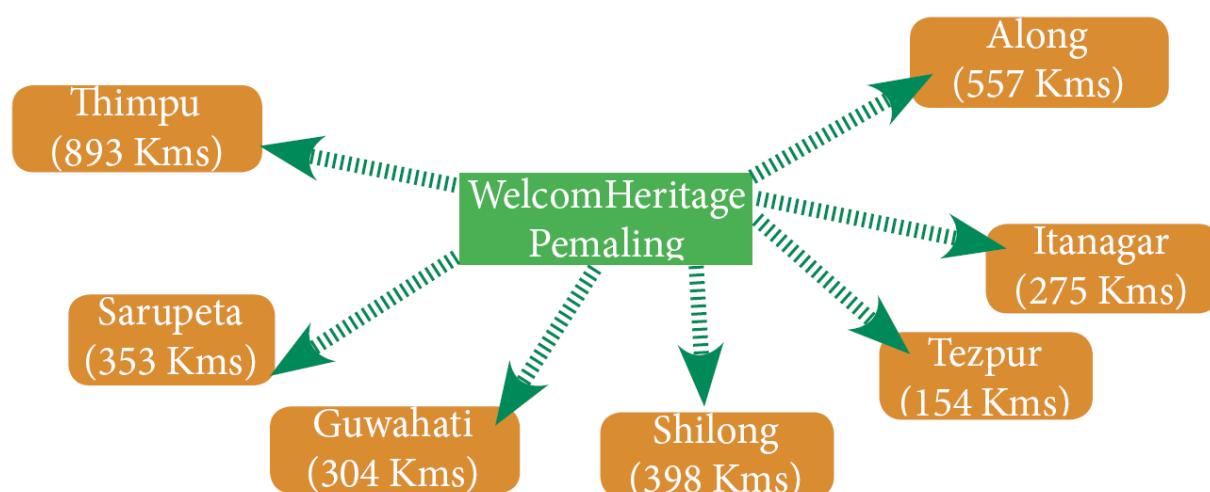 Along
(557 Kms)
Thimpu
(893 Kms)
WelcomHeritage
Pemaling
Itanagar
(275 Kms)
Sarupeta
(353 Kms)
Tezpur
(154 Kms)
Guwahati
(304 Kms)
Shilong
(398 Kms)